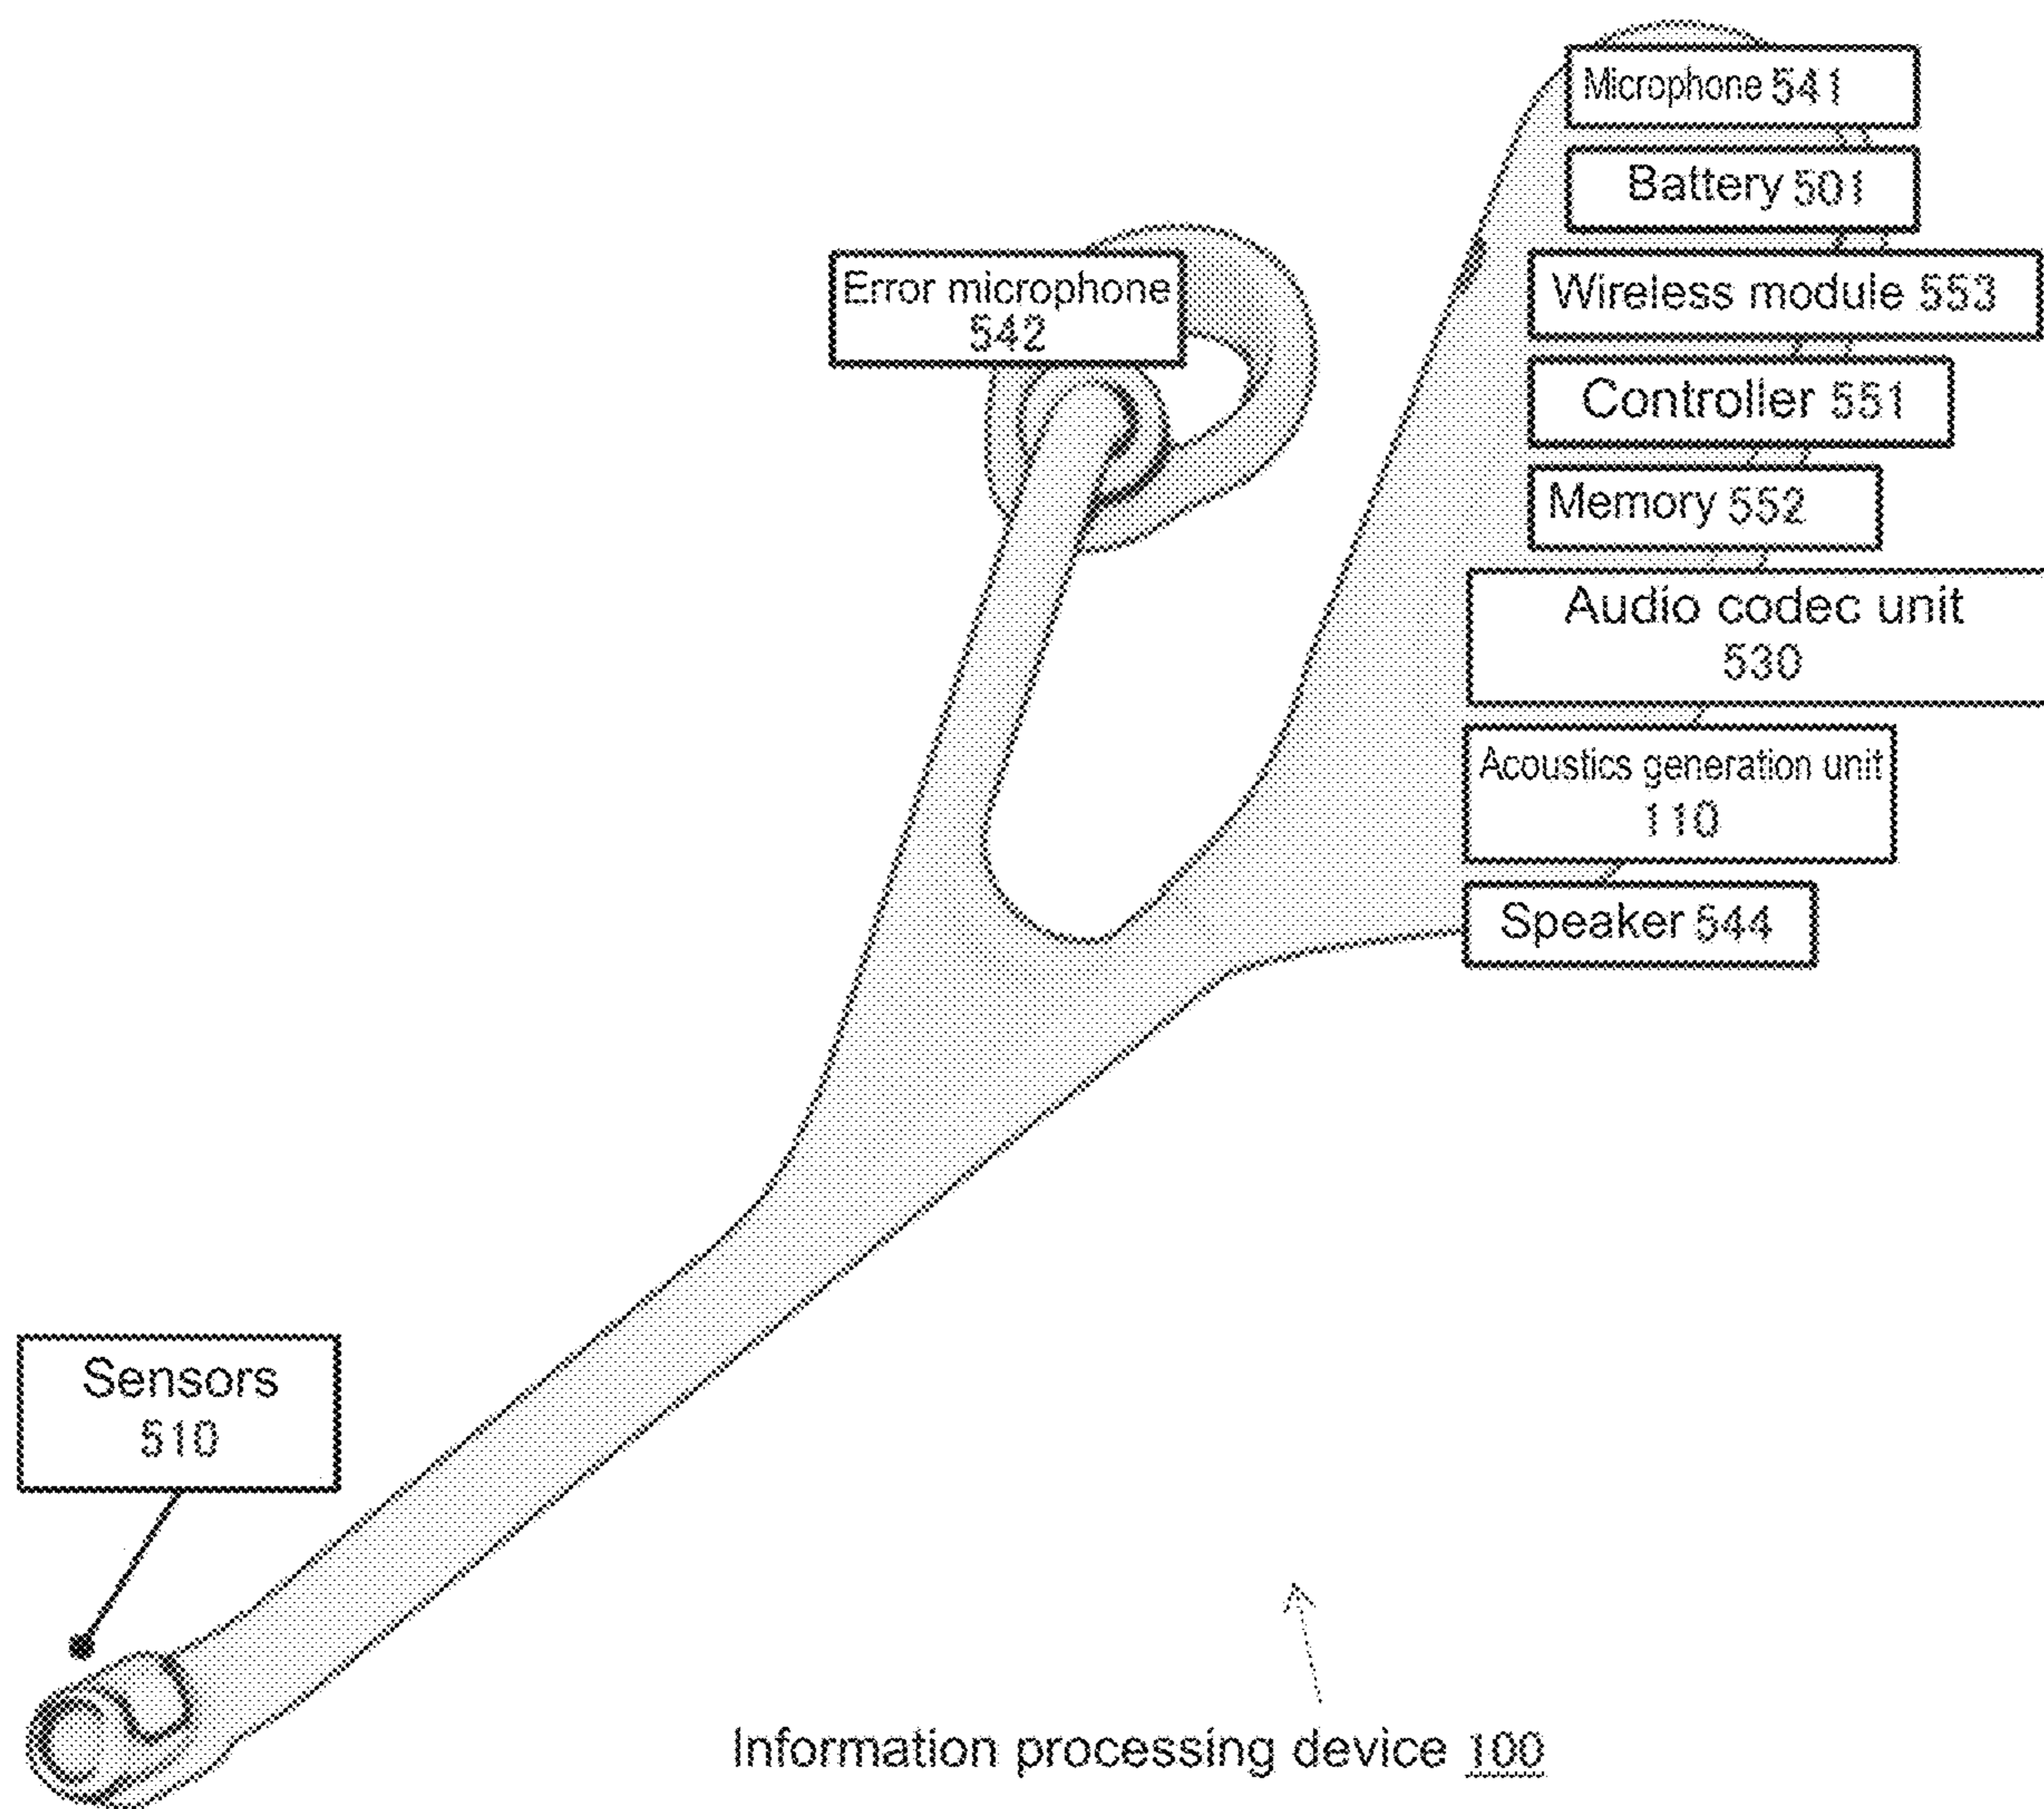 Microphone 541
Battery 501
Wireless module 553
Error microphone
542
Controller 551
Memory 552
Audio codec unit
530
Acoustics generation unit
110
Speaker 544
Sensors
510
Information processing device 100